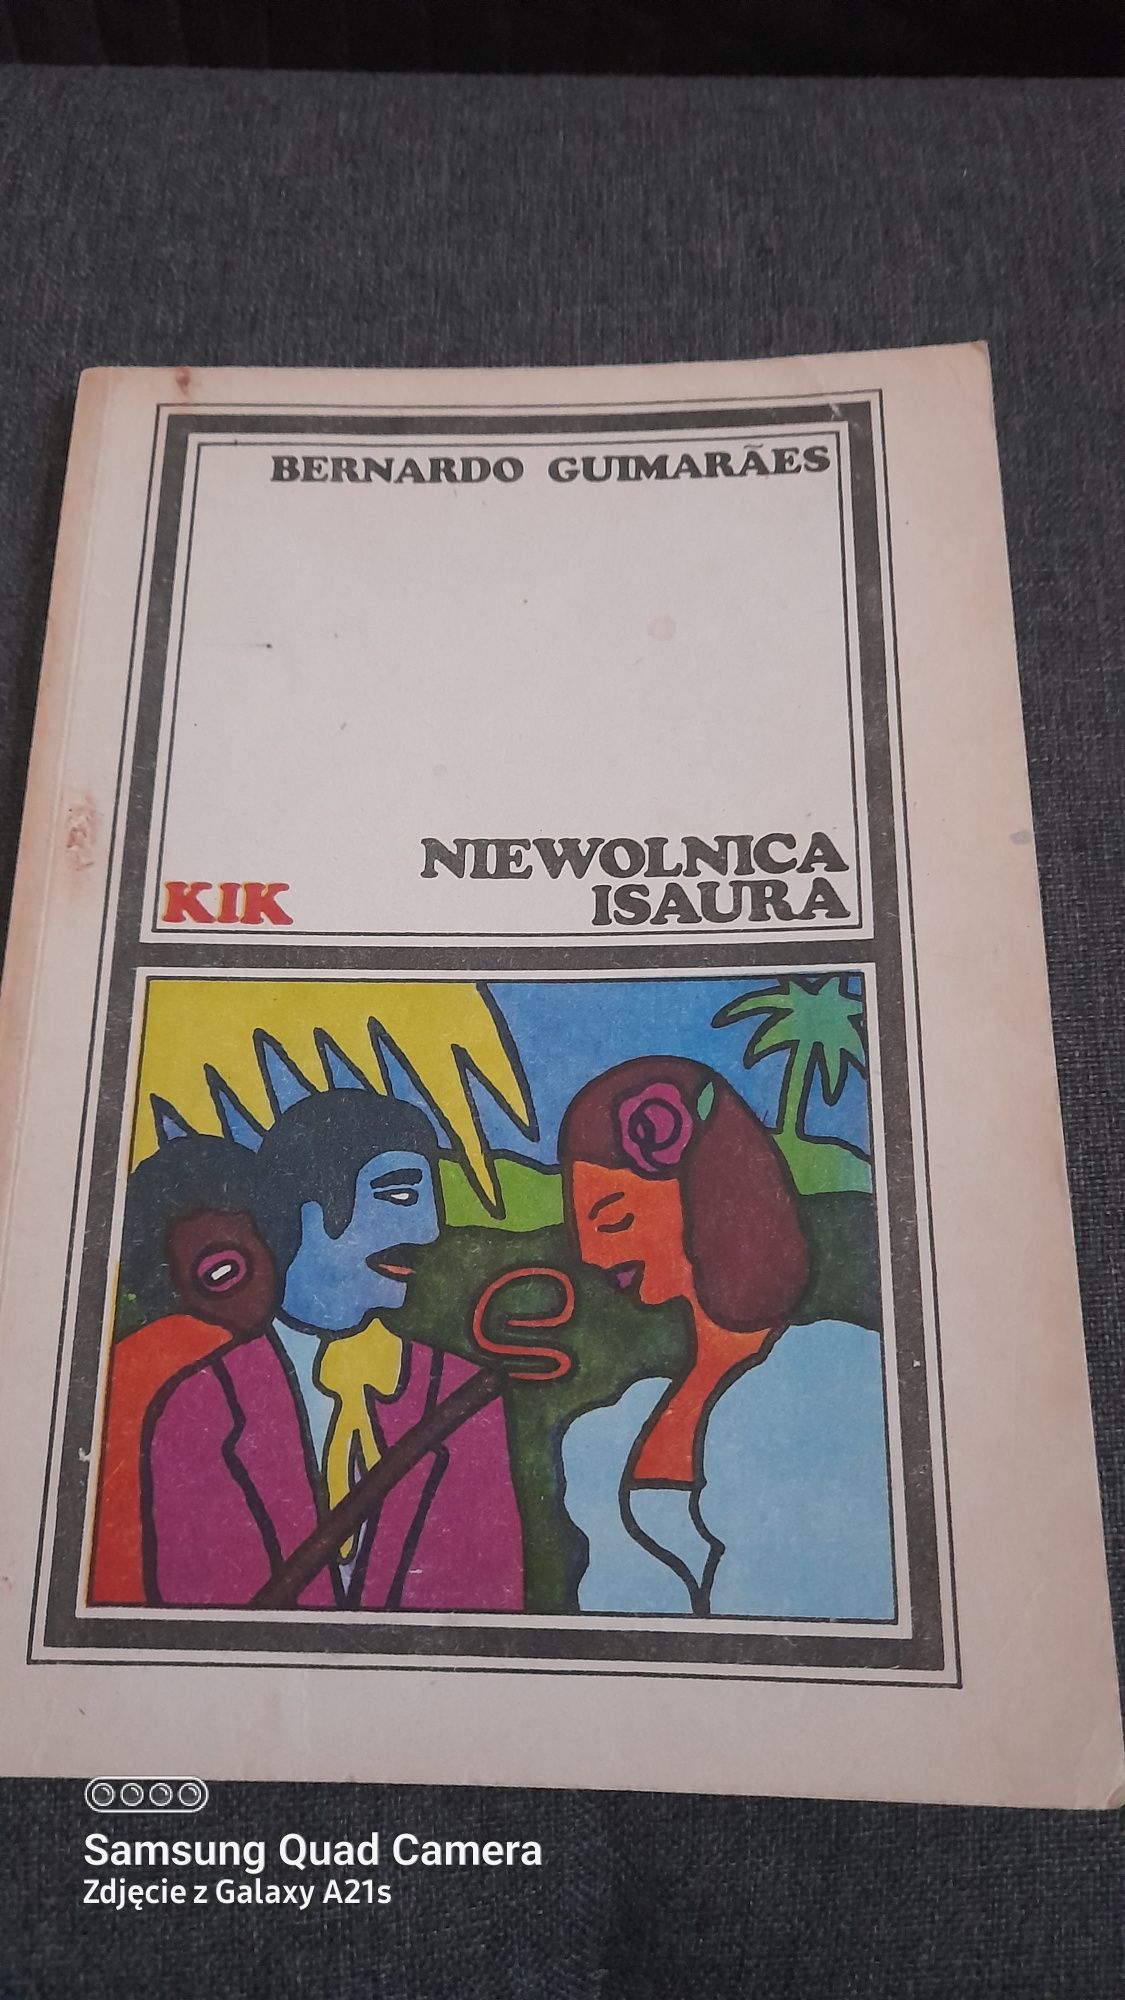 BERNARDO GUIMARÃES
NIEWOLNICA
KIK ISAURA
Samsung Quad Camera
Zdjęcie z Galaxy A21s